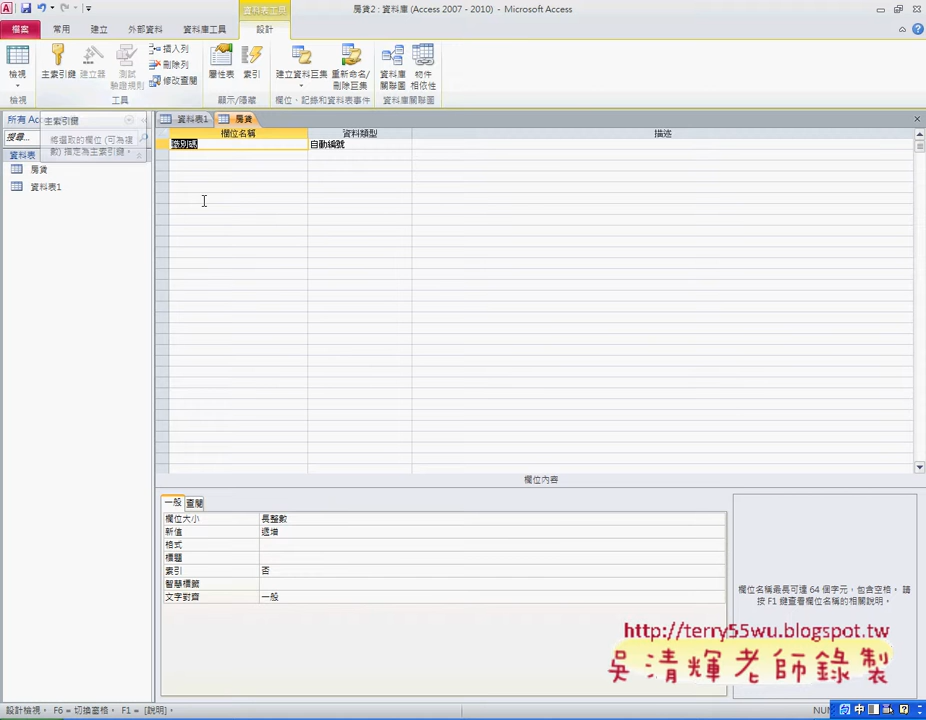 房貸2 : 資料庫 (Access 2007 - 2010) - Microsoft Access
資料表工具
檔案 常用 建立 外部資料 資料庫工具 設計
檢視 主索引鍵 建立器 測試驗證規則 插入列 刪除列 修改查閱 屬性表 索引 建立資料巨集 重新命名/刪除巨集 資料庫關聯圖 物件相依性
檢視 工具 顯示/隱藏 欄位、記錄和資料表事件 資料庫關聯圖
所有 Acc
主索引鍵
將選取的欄位 (可為複數) 指定為主索引鍵。
搜尋...
資料表
房貸
資料表1
資料表1 房貸
欄位名稱 資料類型 描述
識別碼 自動編號
欄位內容
一般 查閱
欄位大小 長整數
新值 遞增
格式
標題
索引 否
智慧標籤
文字對齊 一般
欄位名稱最長可達 64 個字元，包含空格。 請按 F1 鍵查看欄位名稱的相關說明。
http://terry55wu.blogspot.tw
吳清輝老師錄製
設計檢視。 F6 = 切換窗格。 F1 = [說明]。
NUM
中